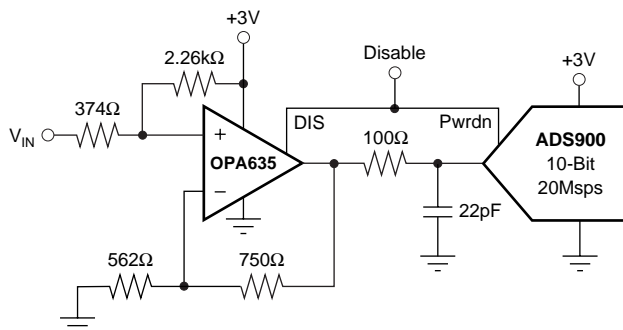 +3V
2.26kΩ
Disable
+3V
374Ω
V_IN
+
DIS
Pwrdn
OPA635
100Ω
ADS900
10-Bit
20Msps
−
22pF
562Ω
750Ω